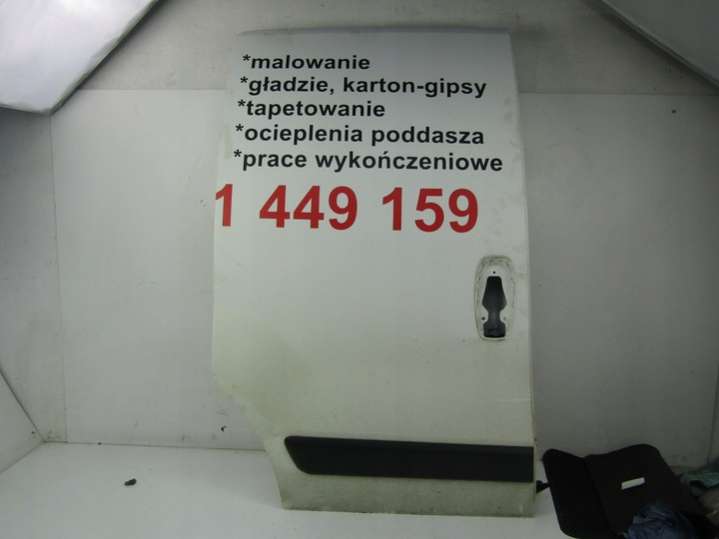 *malowanie
*gładzie, karton-gipsy
*tapetowanie
*ocieplenia poddasza
*prace wykończeniowe
1 449 159